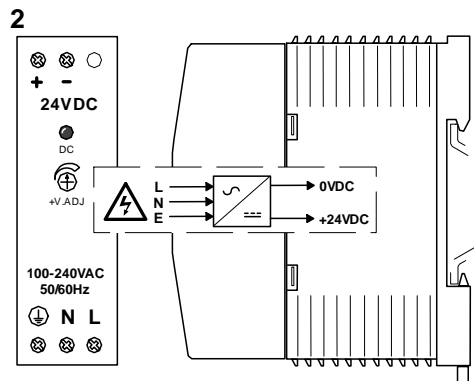 2
+ −
24VDC
DC
+V.ADJ
L
N
E
0VDC
+24VDC
100-240VAC
50/60Hz
N L